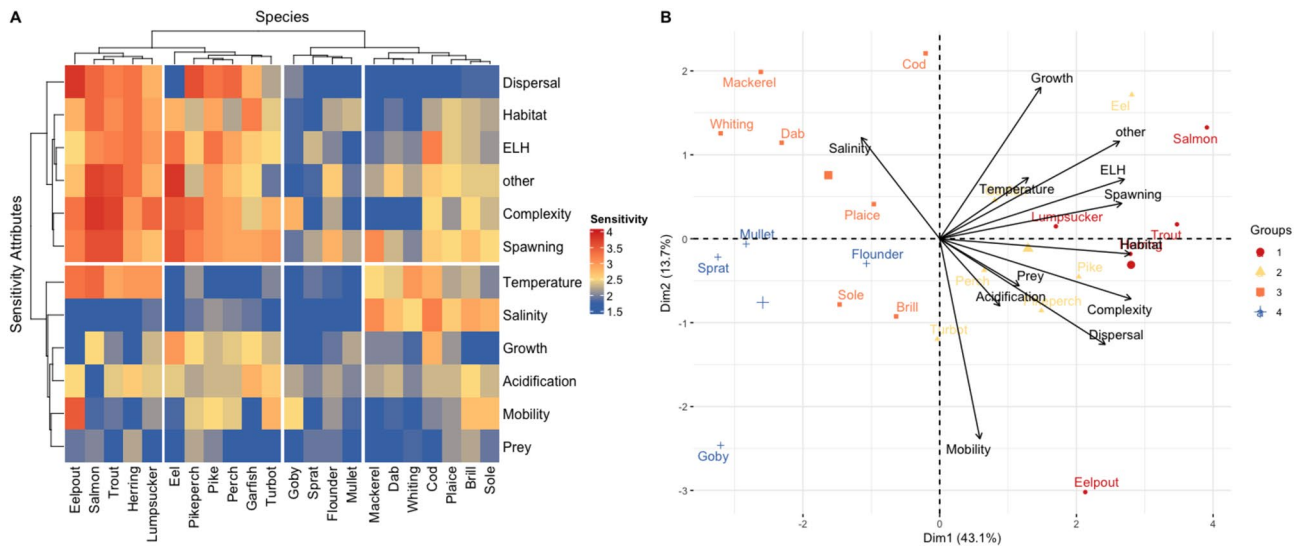 A
Species
Dispersal
Habitat
ELH
other
Complexity
Spawning
Temperature
Salinity
Growth
Acidification
Mobility
Prey
Sensitivity Attributes
Eelpout
Salmon
Trout
Herring
Lumpsucker
Eel
Pikeperch
Pike
Perch
Garfish
Turbot
Goby
Sprat
Flounder
Mullet
Mackerel
Dab
Whiting
Cod
Plaice
Brill
Sole
Sensitivity
4
3.5
3
2.5
2
1.5
B
Cod
Mackerel
Growth
Eel
Whiting
Dab
other
Salmon
Salinity
ELH
Temperature
Spawning
Plaice
Lumpsucker
Trout
Mullet
Habitat
Flounder
Sprat
Perch
Prey
Pike
Acidification
Sole
Brill
Complexity
Turbot
Dispersal
Mobility
Goby
Eelpout
2
1
0
-1
-2
-3
Dim2 (13.7%)
-2
0
2
4
Dim1 (43.1%)
Groups
1
2
3
4